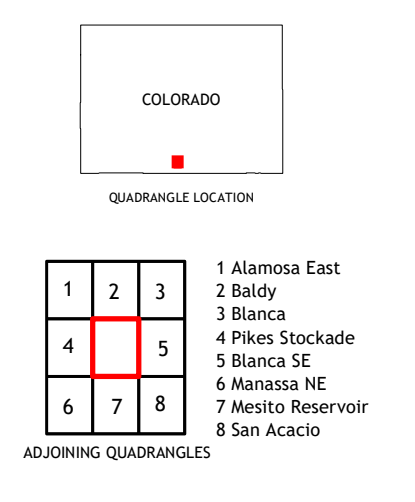 COLORADO
QUADRANGLE LOCATION
1 2 3
4 5
6 7 8
ADJOINING QUADRANGLES
1 Alamosa East
2 Baldy
3 Blanca
4 Pikes Stockade
5 Blanca SE
6 Manassa NE
7 Mesito Reservoir
8 San Acacio